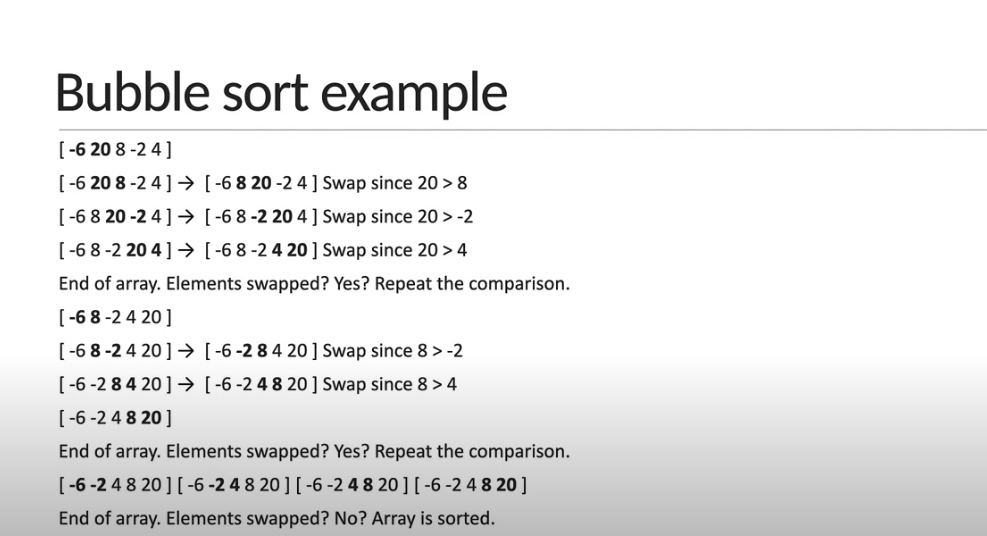 Bubble sort example
[ -6 20 8 -2 4 ]
[ -6 20 8 -2 4 ] → [ -6 8 20 -2 4 ] Swap since 20 > 8
[ -6 8 20 -2 4 ] → [ -6 8 -2 20 4 ] Swap since 20 > -2
[ -6 8 -2 20 4 ] → [ -6 8 -2 4 20 ] Swap since 20 > 4
End of array. Elements swapped? Yes? Repeat the comparison.
[ -6 8 -2 4 20 ]
[ -6 8 -2 4 20 ] → [ -6 -2 8 4 20 ] Swap since 8 > -2
[ -6 -2 8 4 20 ] → [ -6 -2 4 8 20 ] Swap since 8 > 4
[ -6 -2 4 8 20 ]
End of array. Elements swapped? Yes? Repeat the comparison.
[ -6 -2 4 8 20 ] [ -6 -2 4 8 20 ] [ -6 -2 4 8 20 ] [ -6 -2 4 8 20 ]
End of array. Elements swapped? No? Array is sorted.